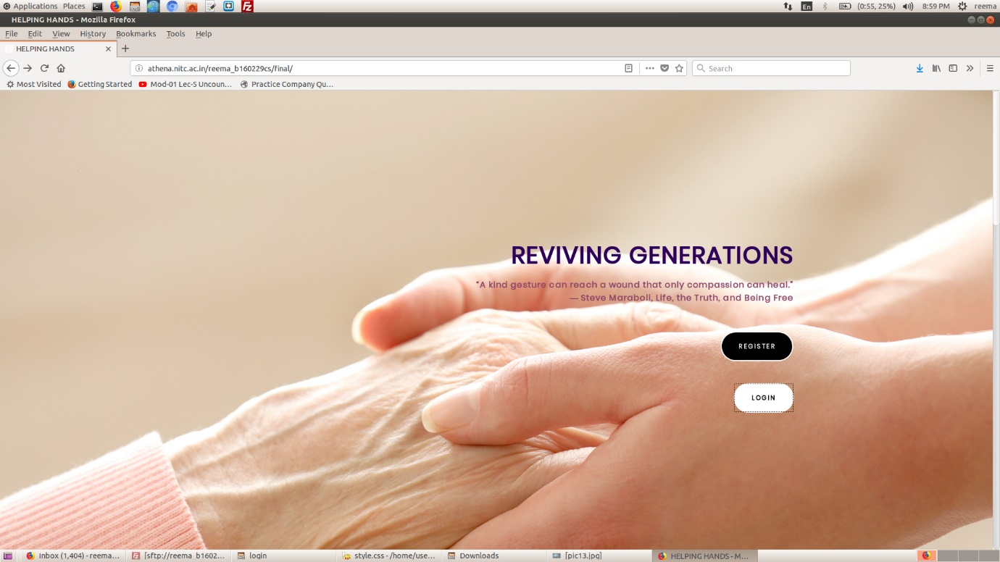 Applications Places En (0:55, 25%) 8:59 PM reema
HELPING HANDS - Mozilla Firefox
File Edit View History Bookmarks Tools Help
HELPING HANDS
athena.nitc.ac.in/reema_b160229cs/final/ Search
Most Visited Getting Started Mod-01 Lec-5 Uncoun... Practice Company Qu...
REVIVING GENERATIONS
"A kind gesture can reach a wound that only compassion can heal."
― Steve Maraboli, Life, the Truth, and Being Free
REGISTER
LOGIN
Inbox (1,404) - reema... [sftp://reema_b1602... login style.css - /home/use... Downloads [pic13.jpg] HELPING HANDS - M...